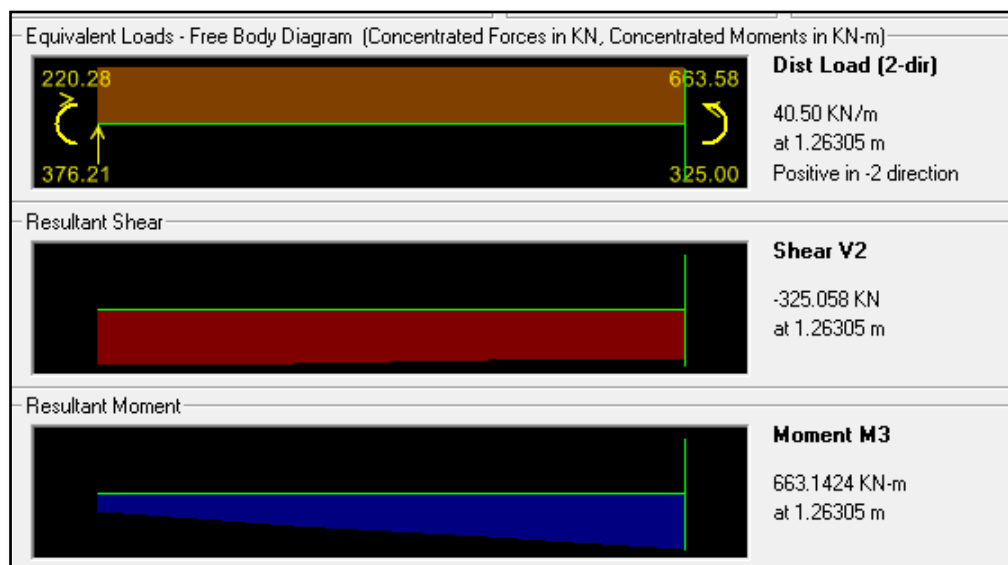 Equivalent Loads - Free Body Diagram (Concentrated Forces in KN, Concentrated Moments in KN-m)
220.28
663.58
376.21
325.00
Dist Load (2-dir)
40.50 KN/m
at 1.26305 m
Positive in -2 direction
Resultant Shear
Shear V2
-325.058 KN
at 1.26305 m
Resultant Moment
Moment M3
663.1424 KN-m
at 1.26305 m